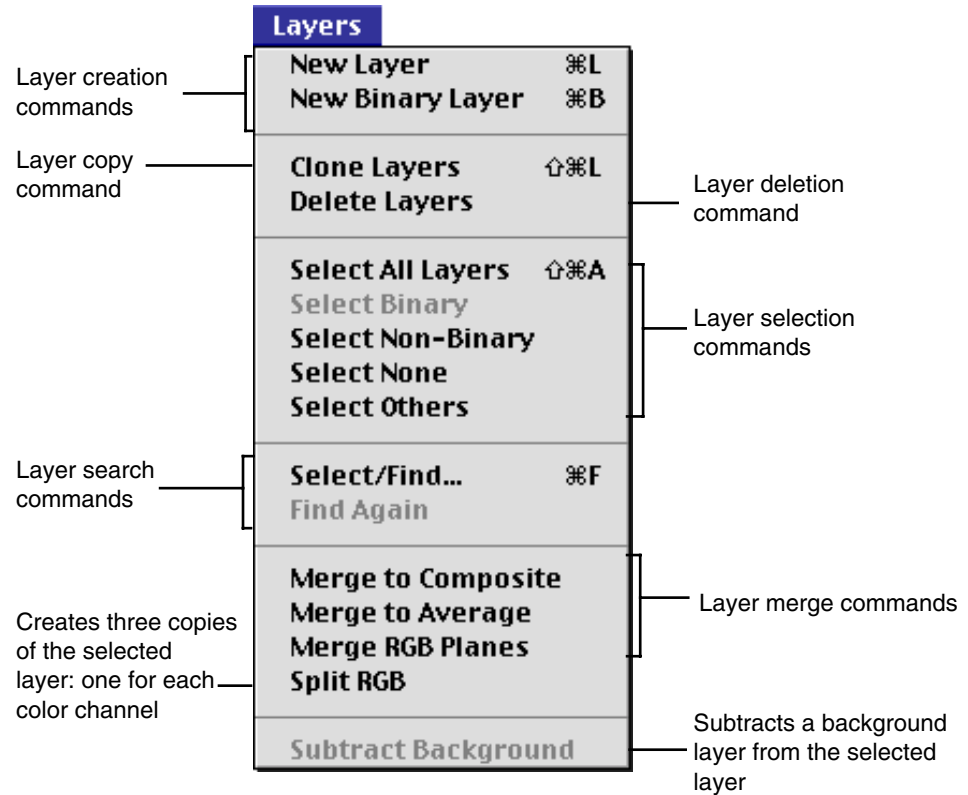 Layers
Layer creation
commands
New Layer ⌘L
New Binary Layer ⌘B
Layer copy
command
Clone Layers ⇧⌘L
Delete Layers
Layer deletion
command
Select All Layers ⇧⌘A
Select Binary
Select Non-Binary
Select None
Select Others
Layer selection
commands
Layer search
commands
Select/Find... ⌘F
Find Again
Merge to Composite
Merge to Average
Merge RGB Planes
Split RGB
Layer merge commands
Creates three copies
of the selected
layer: one for each
color channel
Subtract Background
Subtracts a background
layer from the selected
layer